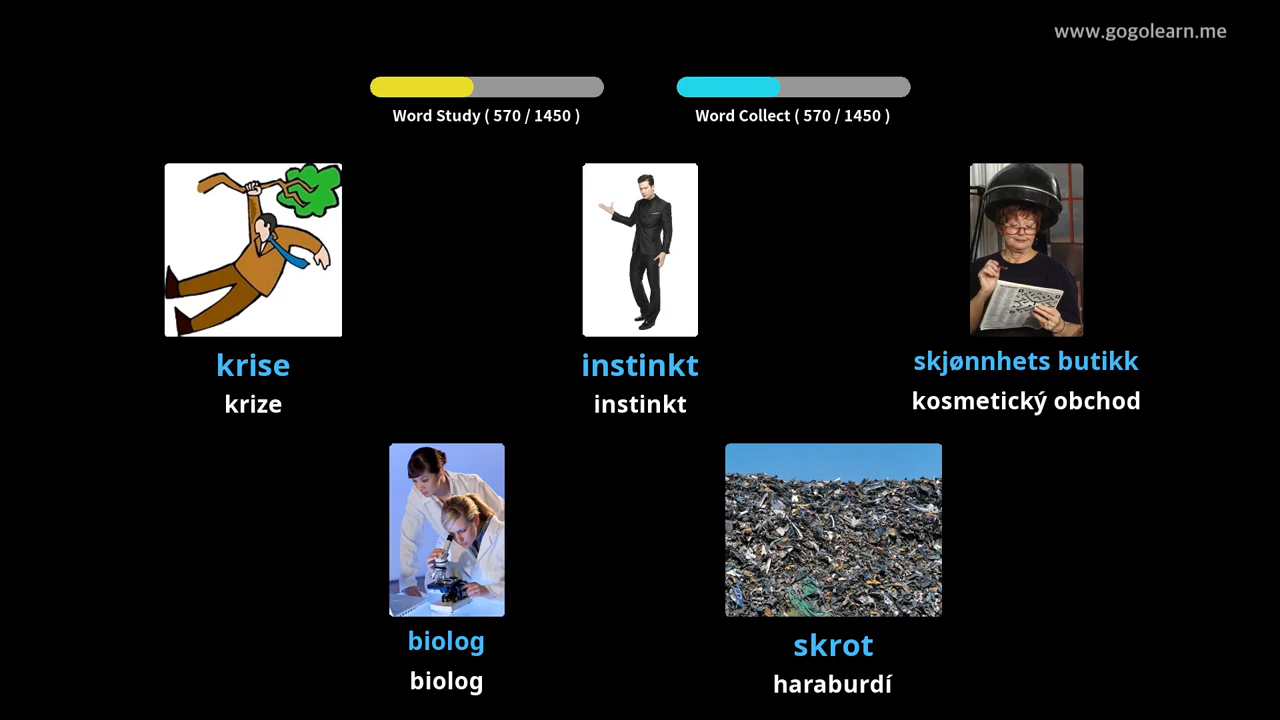 www.gogolearn.me
Word Study ( 570 / 1450 )
Word Collect ( 570 / 1450 )
krise
krize
instinkt
instinkt
skjønnhets butikk
kosmetický obchod
biolog
biolog
skrot
haraburdí